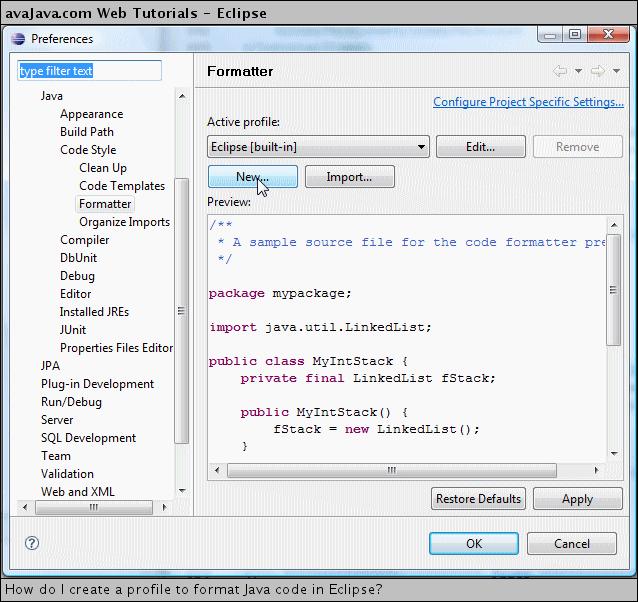 avaJava.com Web Tutorials - Eclipse
Preferences
type filter text
Java
Appearance
Build Path
Code Style
Clean Up
Code Templates
Formatter
Organize Imports
Compiler
DbUnit
Debug
Editor
Installed JREs
JUnit
Properties Files Editor
JPA
Plug-in Development
Run/Debug
Server
SQL Development
Team
Validation
Web and XML
Formatter
Configure Project Specific Settings...
Active profile:
Eclipse [built-in]
Edit...
Remove
New...
Import...
Preview:
/**
 * A sample source file for the code formatter pre
 */
package mypackage;
import java.util.LinkedList;
public class MyIntStack {
    private final LinkedList fStack;
    public MyIntStack() {
        fStack = new LinkedList();
    }
Restore Defaults
Apply
?
OK
Cancel
How do I create a profile to format Java code in Eclipse?